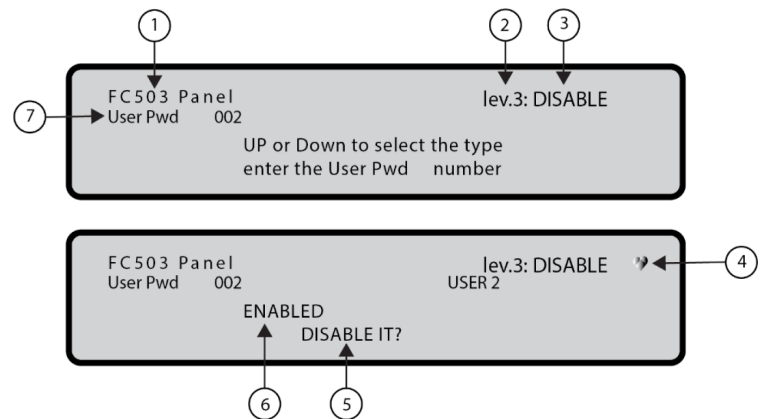 1 2 3
FC503 Panel lev.3: DISABLE
7 User Pwd 002
UP or Down to select the type
enter the User Pwd number
FC503 Panel lev.3: DISABLE 4
User Pwd 002 USER 2
ENABLED
DISABLE IT?
6 5